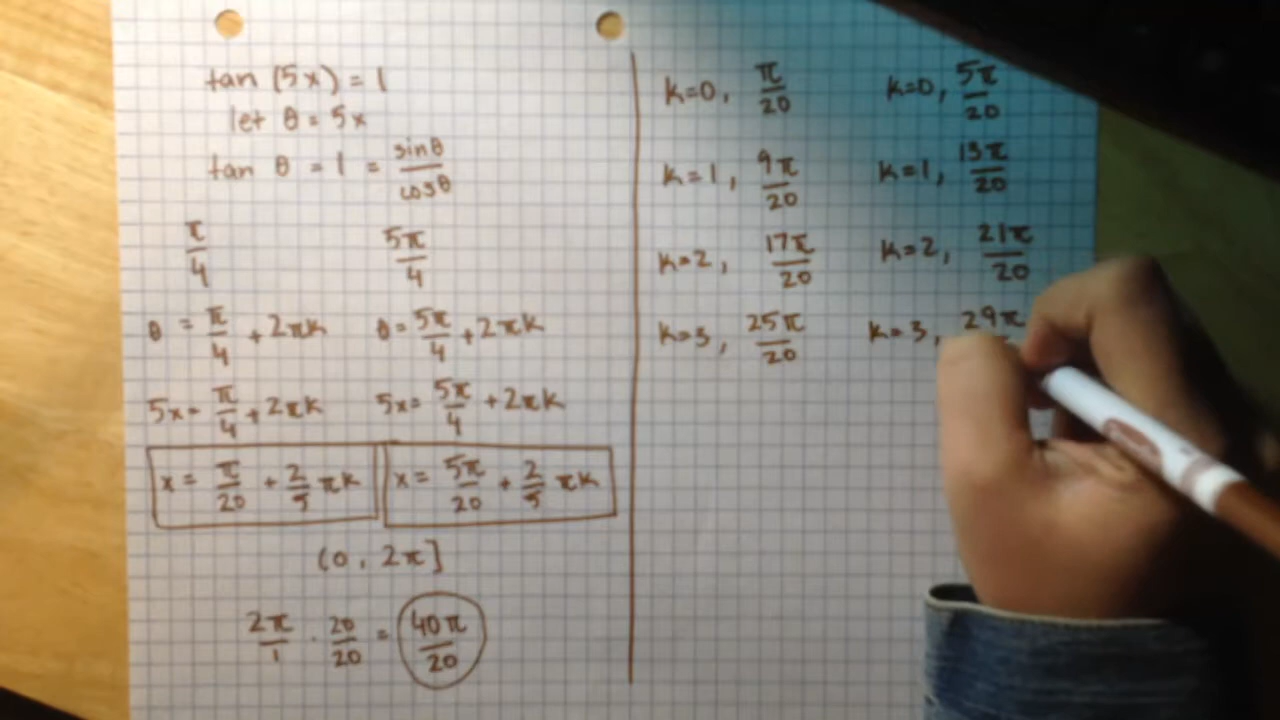 tan (5x) = 1
let θ = 5x
tan θ = 1 = sinθ/cosθ
π/4 5π/4
θ = π/4 + 2πk θ = 5π/4 + 2πk
5x = π/4 + 2πk 5x = 5π/4 + 2πk
x = π/20 + 2/5 πk x = 5π/20 + 2/5 πk
(0, 2π]
2π/1 · 20/20 = 40π/20
k=0, π/20 k=0, 5π/20
k=1, 9π/20 k=1, 13π/20
k=2, 17π/20 k=2, 21π/20
k=3, 25π/20 k=3, 29π